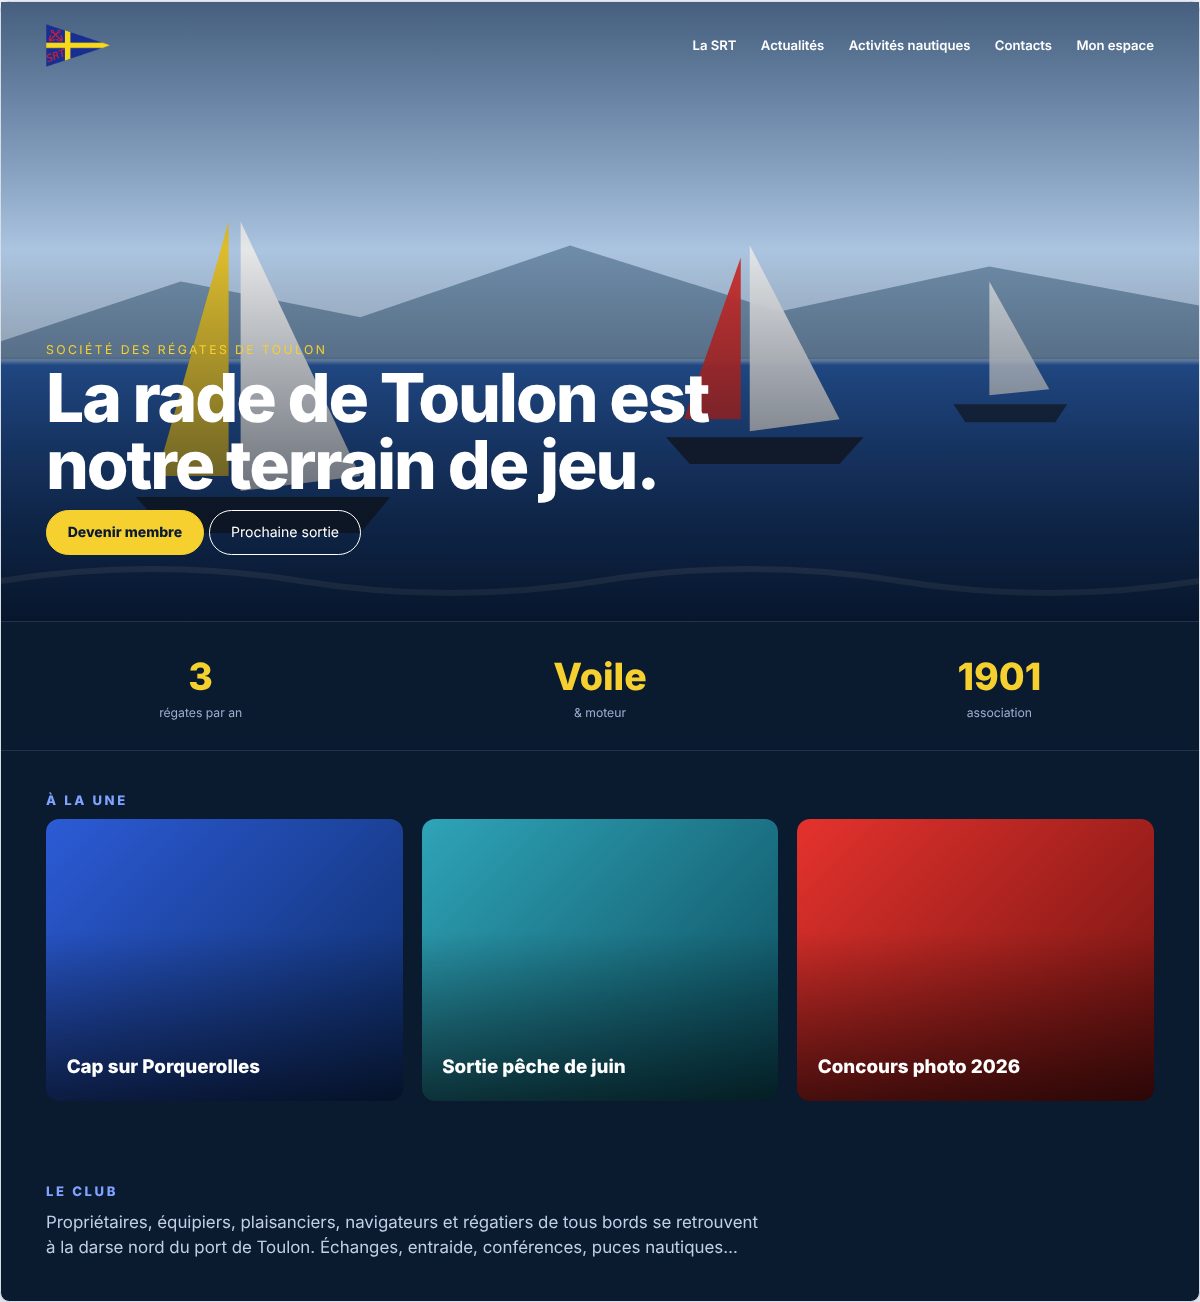 SRT
La SRT Actualités Activités nautiques Contacts Mon espace
SOCIÉTÉ DES RÉGATES DE TOULON
La rade de Toulon est
notre terrain de jeu.
Devenir membre Prochaine sortie
3 Voile 1901
régates par an & moteur association
À LA UNE
Cap sur Porquerolles Sortie pêche de juin Concours photo 2026
LE CLUB
Propriétaires, équipiers, plaisanciers, navigateurs et régatiers de tous bords se retrouvent
à la darse nord du port de Toulon. Échanges, entraide, conférences, puces nautiques…